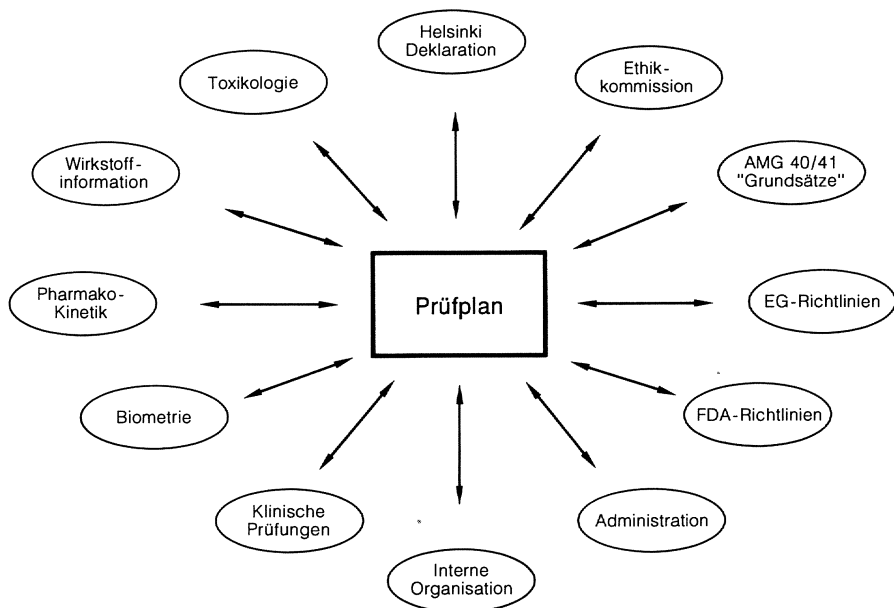 Helsinki
Deklaration
Toxikologie
Ethik-
kommission
Wirkstoff-
information
AMG 40/41
"Grundsätze"
Pharmako-
Kinetik
Prüfplan
EG-Richtlinien
Biometrie
FDA-Richtlinien
Klinische
Prüfungen
Administration
Interne
Organisation